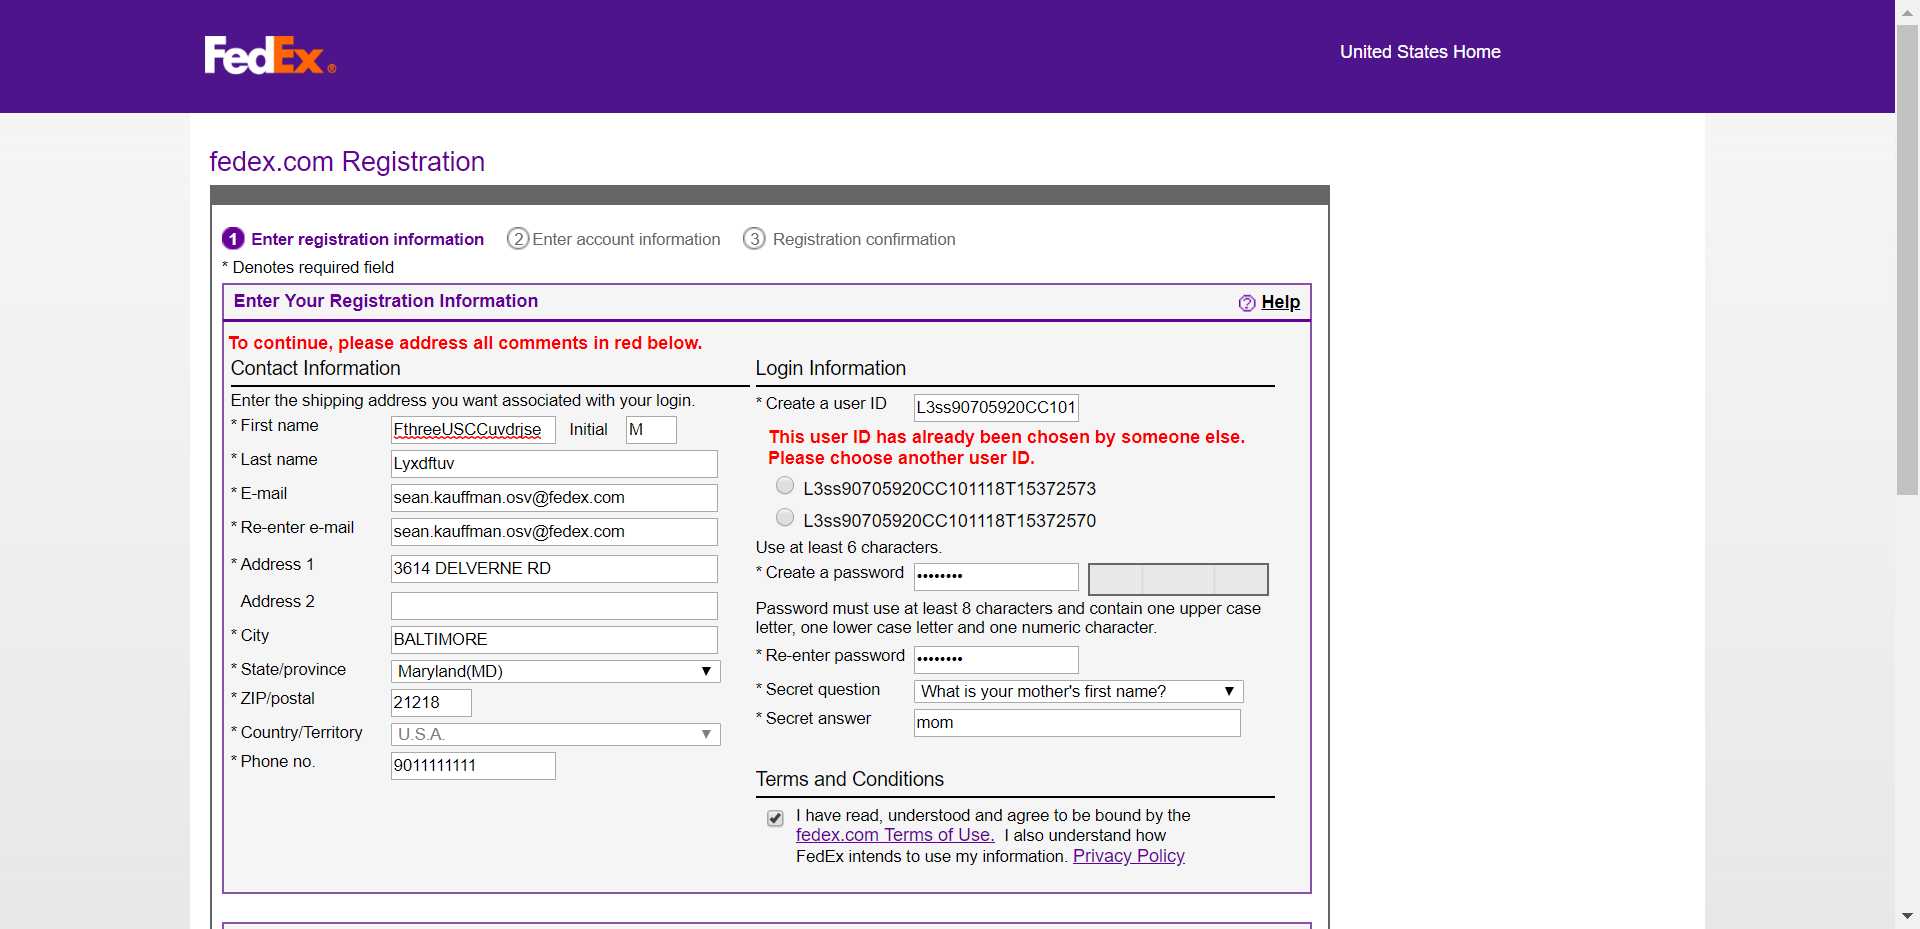 FedEx®
United States Home
fedex.com Registration
1 Enter registration information 2 Enter account information 3 Registration confirmation
* Denotes required field
Enter Your Registration Information
? Help
To continue, please address all comments in red below.
Contact Information
Enter the shipping address you want associated with your login.
* First name FthreeUSCCuvdrjse Initial M
* Last name Lyxdftuv
* E-mail sean.kauffman.osv@fedex.com
* Re-enter e-mail sean.kauffman.osv@fedex.com
* Address 1 3614 DELVERNE RD
Address 2
* City BALTIMORE
* State/province Maryland(MD)
* ZIP/postal 21218
* Country/Territory U.S.A.
* Phone no. 9011111111
Login Information
* Create a user ID L3ss90705920CC101
This user ID has already been chosen by someone else.
Please choose another user ID.
L3ss90705920CC101118T15372573
L3ss90705920CC101118T15372570
Use at least 6 characters.
* Create a password ••••••••
Password must use at least 8 characters and contain one upper case
letter, one lower case letter and one numeric character.
* Re-enter password ••••••••
* Secret question What is your mother's first name?
* Secret answer mom
Terms and Conditions
I have read, understood and agree to be bound by the
fedex.com Terms of Use. I also understand how
FedEx intends to use my information. Privacy Policy